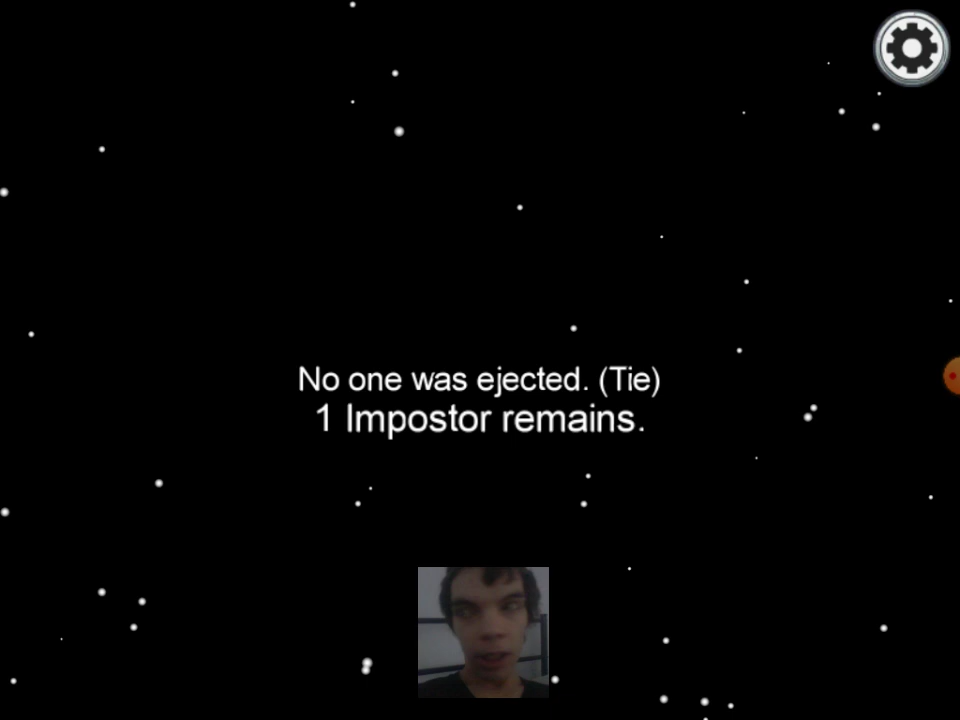 No one was ejected. (Tie)
1 Impostor remains.